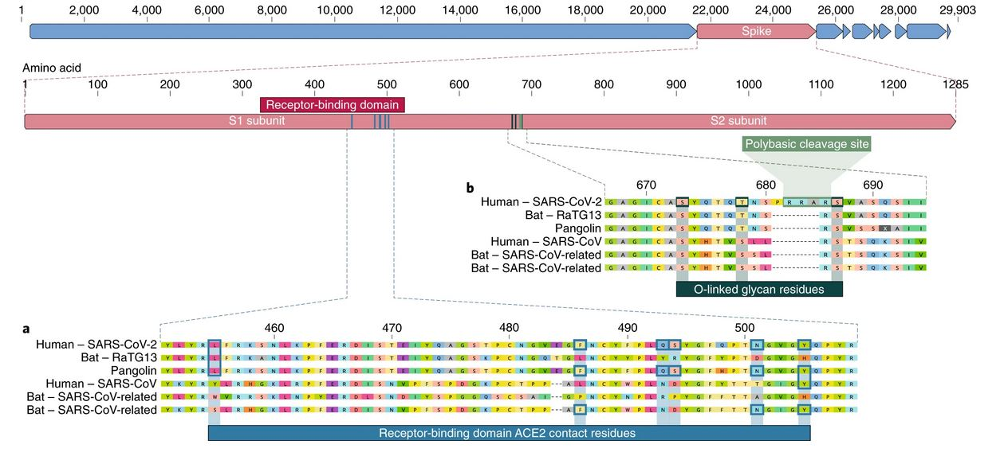 1 2,000 4,000 6,000 8,000 10,000 12,000 14,000 16,000 18,000 20,000 22,000 24,000 26,000 28,000 29,903
Spike
Amino acid
1 100 200 300 400 500 600 700 800 900 1000 1100 1200 1285
Receptor-binding domain
S1 subunit S2 subunit
Polybasic cleavage site
b 670 680 690
Human – SARS-CoV-2 G A G I C A S Y Q T Q T N S P R R A R S V A S Q S I I
Bat – RaTG13 G A G I C A S Y Q T Q T N S - - - - R S V A S Q S I I
Pangolin G A G I C A S Y Q T Q T N S - - - - R S V S S X A I I
Human – SARS-CoV G A G I C A S Y H T V S L L - - - - R S T S Q K S I V
Bat – SARS-CoV-related G A G I C A S Y H T V S S L - - - - R S T S Q K S I V
Bat – SARS-CoV-related G A G I C A S Y H T V S S L - - - - R S T S Q K S I V
O-linked glycan residues
a 460 470 480 490 500
Human – SARS-CoV-2 Y L Y R L F R K S N L K P F E R D I S T E I Y Q A G S T P C N G V E G F N C Y F P L Q S Y G F Q P T N G V G Y Q P Y R
Bat – RaTG13 Y L Y R L F R K A N L K P F E R D I S T E I Y Q A G S K P C N G Q T G L N C Y Y P L Y R Y G F Y P T D G V G H Q P Y R
Pangolin Y L Y R L F R K S N L K P F E R D I S T E I Y Q A G S T P C N G V E G F N C Y F P L Q S Y G F H P T N G V G Y Q P Y R
Human – SARS-CoV Y K Y R Y L R H G K L R P F E R D I S N V P F S P D G K P C T P P - - A L N C Y W P L N D Y G F Y T T T G I G Y Q P Y R
Bat – SARS-CoV-related Y L Y R W V R R S K L N P Y E R D L S N D I Y S P G G Q S C S A I - G P N C Y N P L R P Y G F F T T A G V G H Q P Y R
Bat – SARS-CoV-related Y K Y R S L R H G K L R P F E R D I S N V P F S P D G K P C T P P - - A F N C Y W P L N D Y G F F T T N G I G Y Q P Y R
Receptor-binding domain ACE2 contact residues